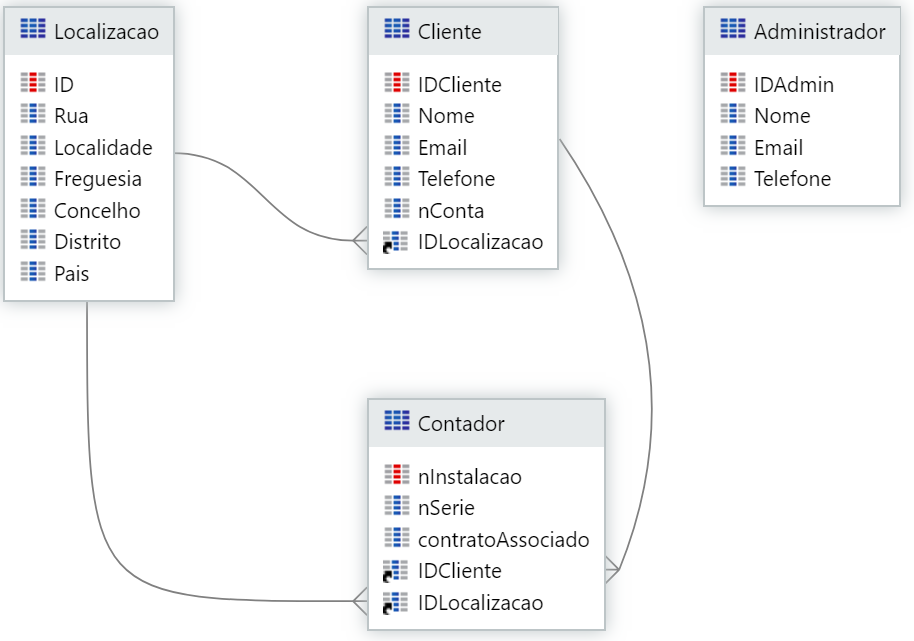 Localizacao
ID
Rua
Localidade
Freguesia
Concelho
Distrito
Pais
Cliente
IDCliente
Nome
Email
Telefone
nConta
IDLocalizacao
Administrador
IDAdmin
Nome
Email
Telefone
Contador
nInstalacao
nSerie
contratoAssociado
IDCliente
IDLocalizacao